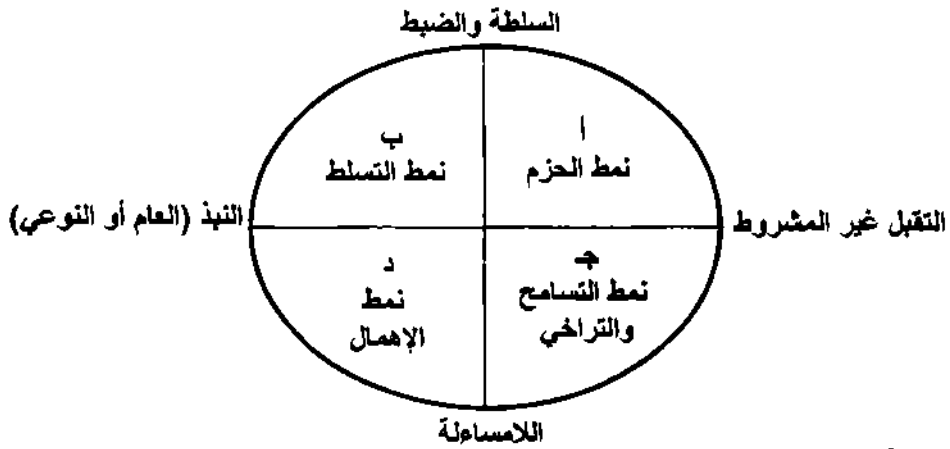 السلطة والضبط
أ
نمط الحزم
ب
نمط التسلط
التقبل غير المشروط
النبذ (العام أو النوعي)
جـ
نمط التسامح
والتراخي
د
نمط
الإهمال
اللامساءلة